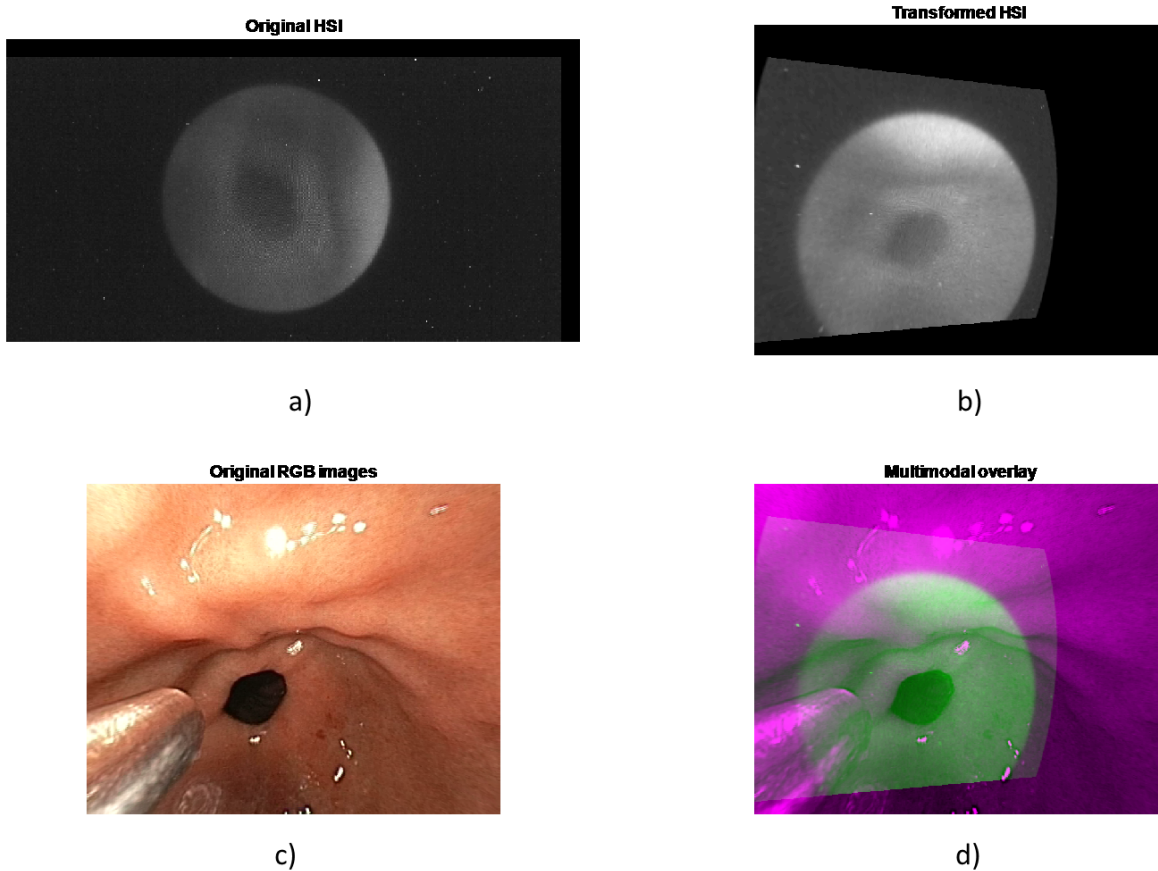 Original HSI
Transformed HSI
a)
b)
Original RGB images
Multimodal overlay
c)
d)